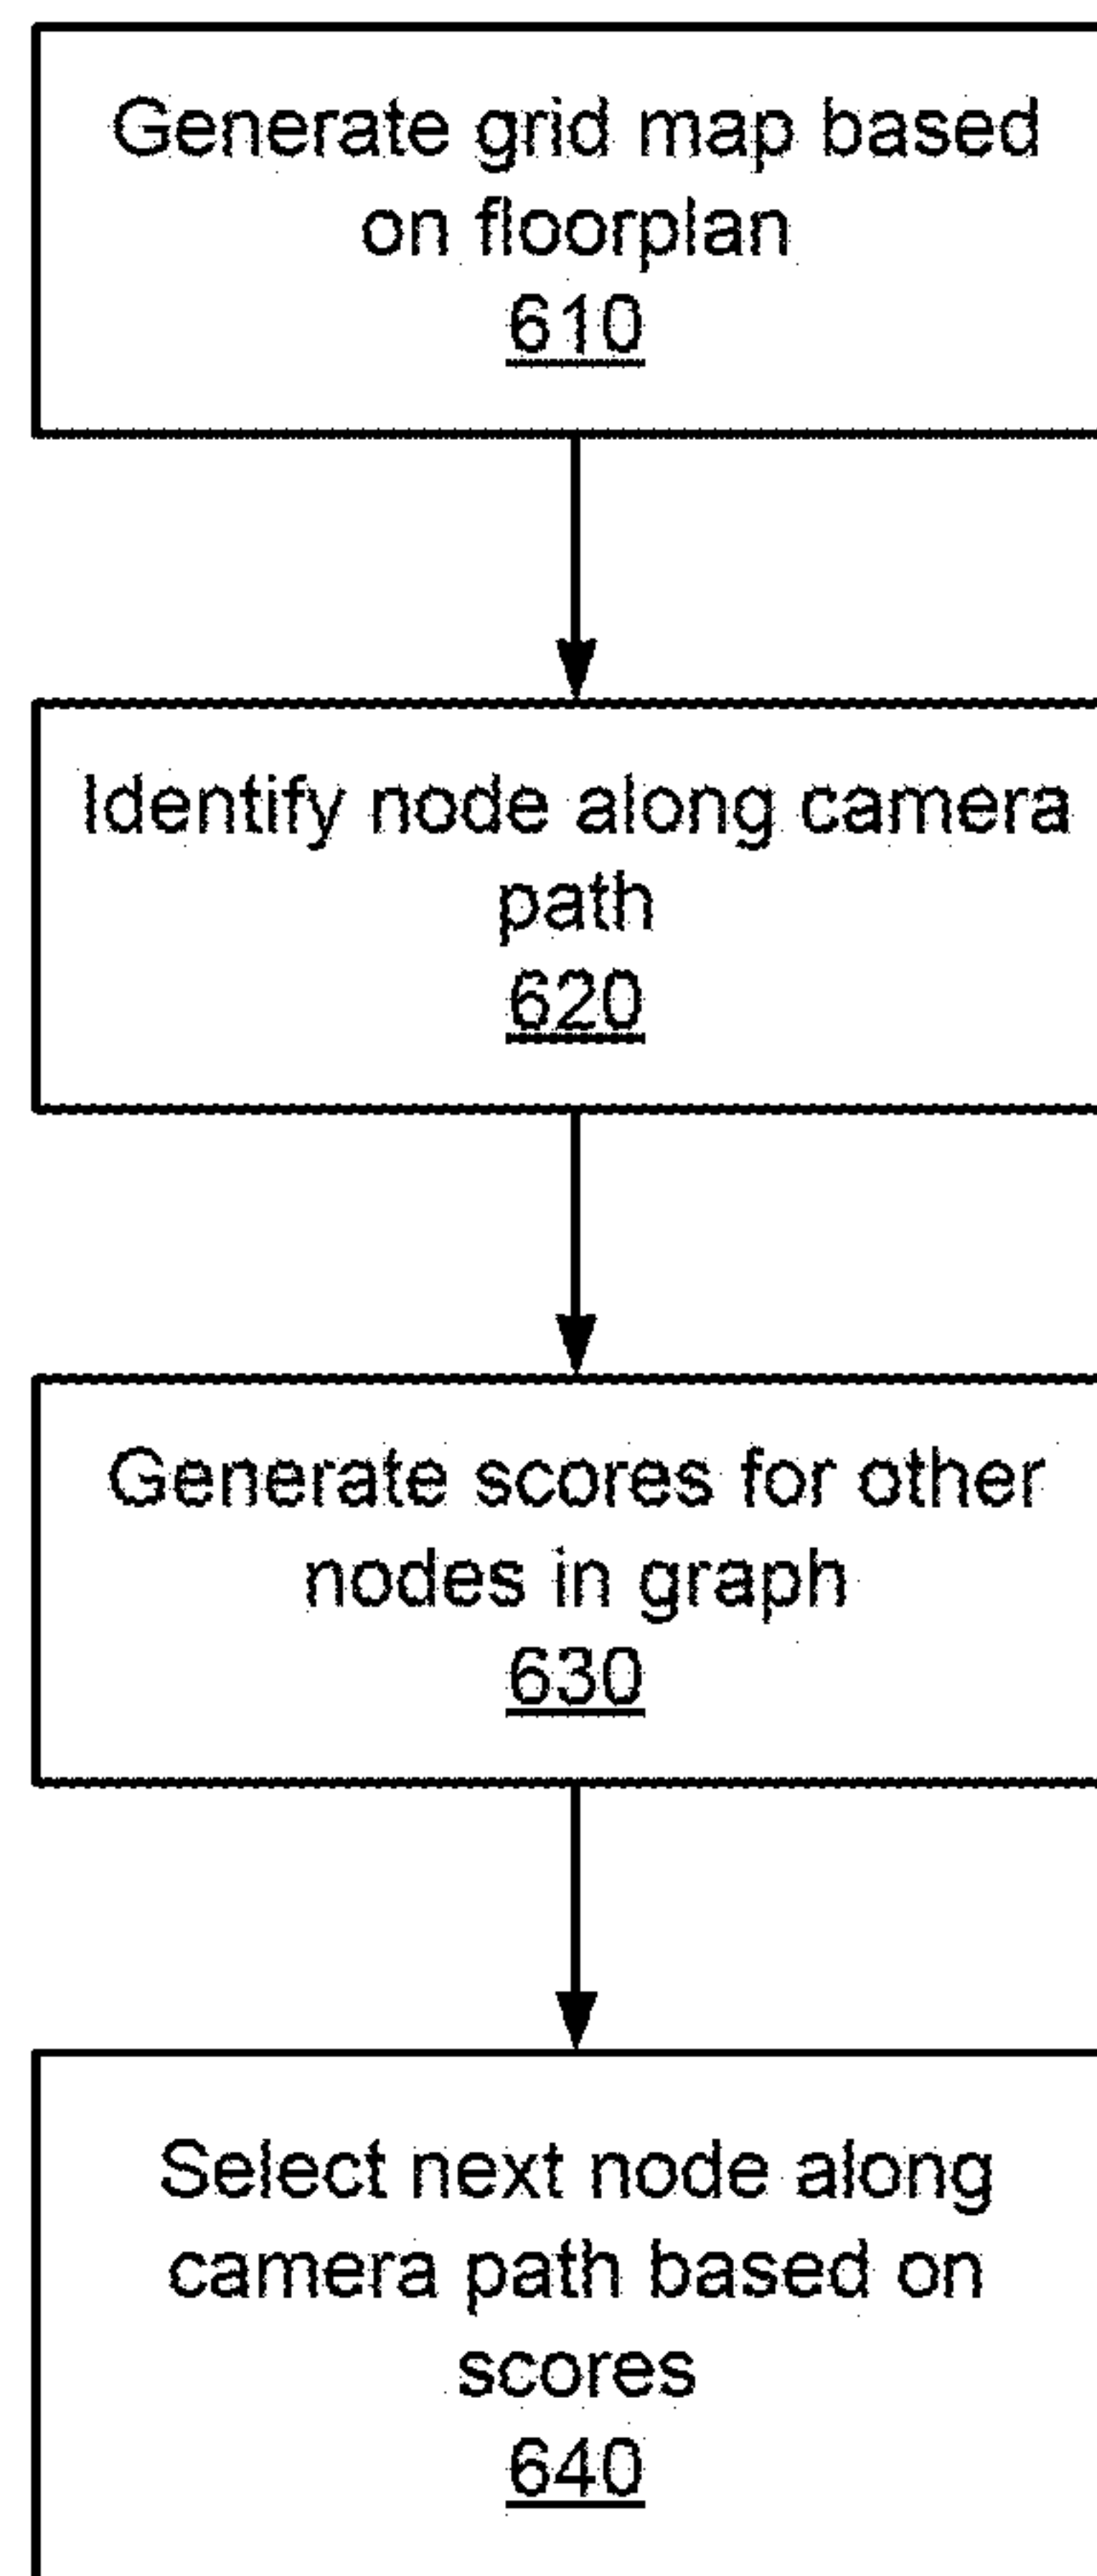 Generate grid map based
on floorplan
610
Identify node along camera
path
620
Generate scores for other
nodes in graph
630
Select next node along
camera path based on
scores
640